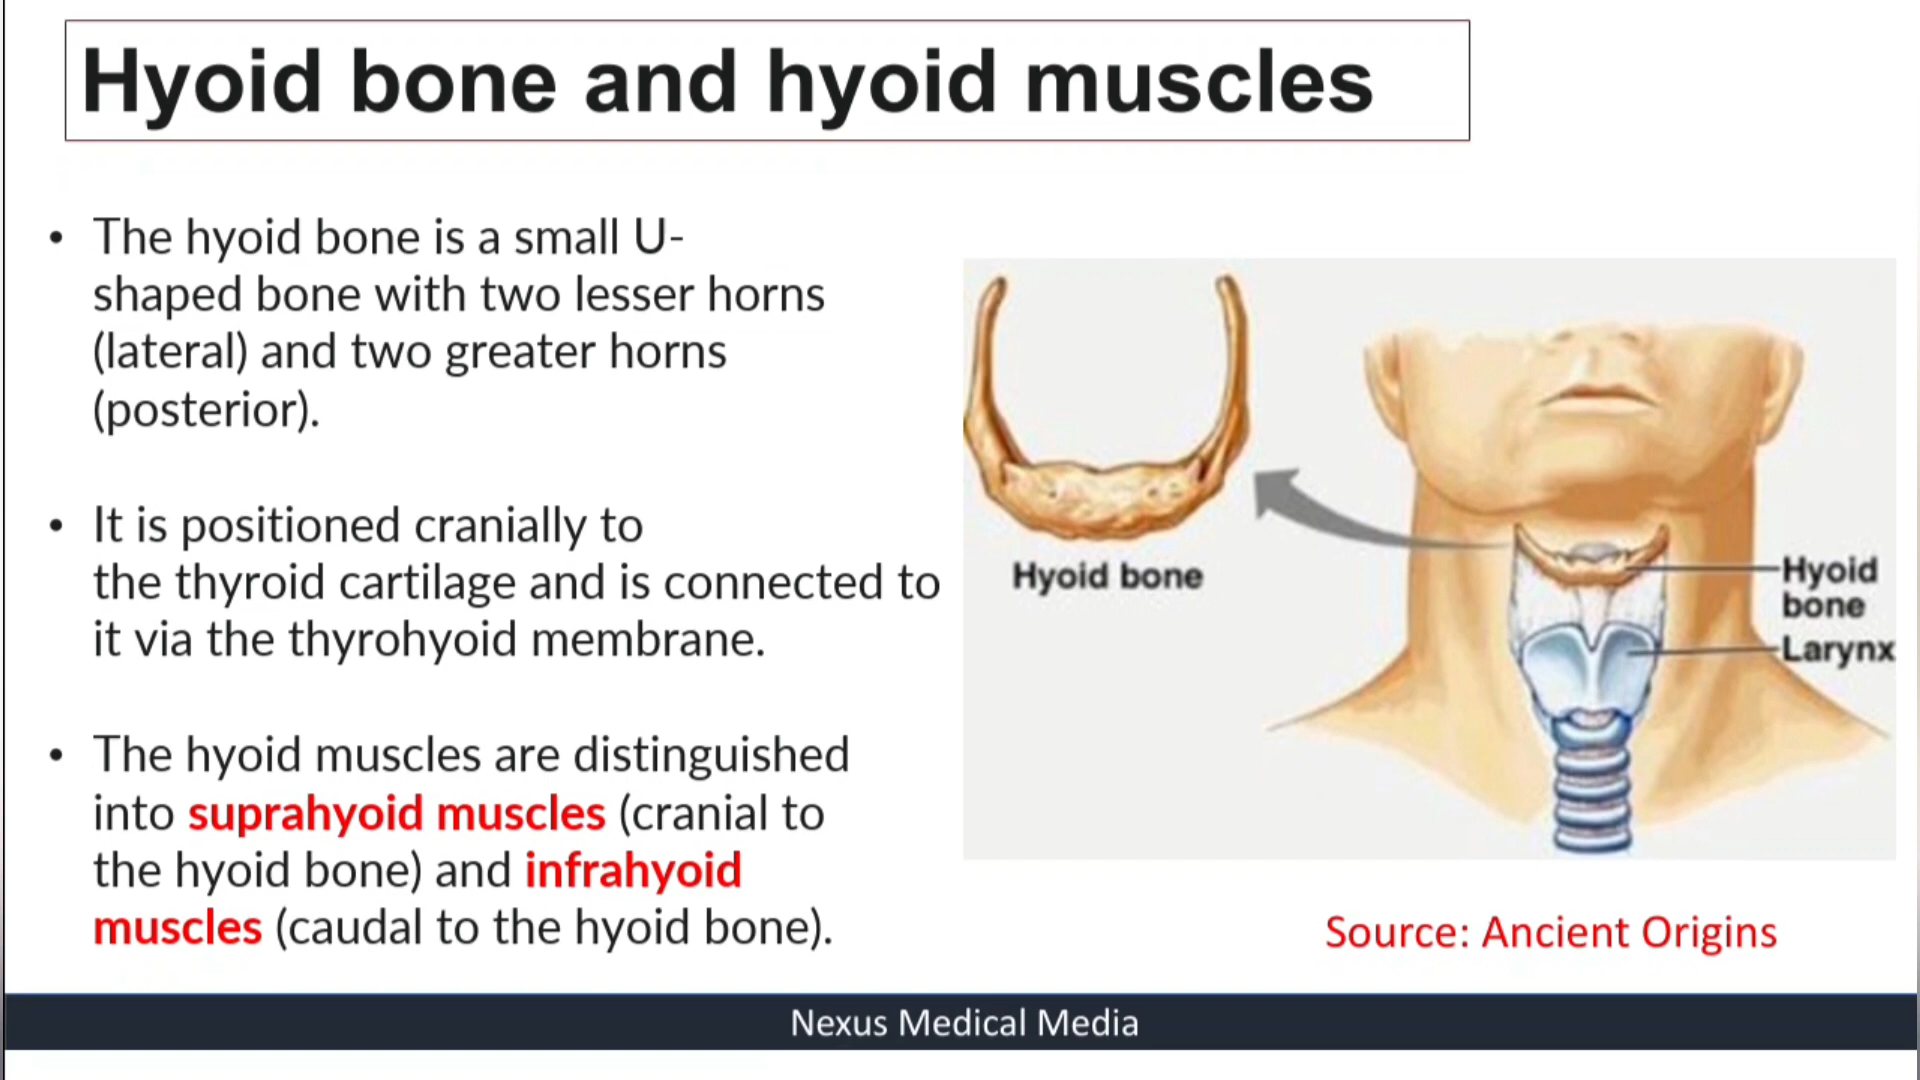 Hyoid bone and hyoid muscles
• The hyoid bone is a small U-
shaped bone with two lesser horns
(lateral) and two greater horns
(posterior).
• It is positioned cranially to
the thyroid cartilage and is connected to
it via the thyrohyoid membrane.
• The hyoid muscles are distinguished
into suprahyoid muscles (cranial to
the hyoid bone) and infrahyoid
muscles (caudal to the hyoid bone).
Hyoid bone
Hyoid
bone
Larynx
Source: Ancient Origins
Nexus Medical Media